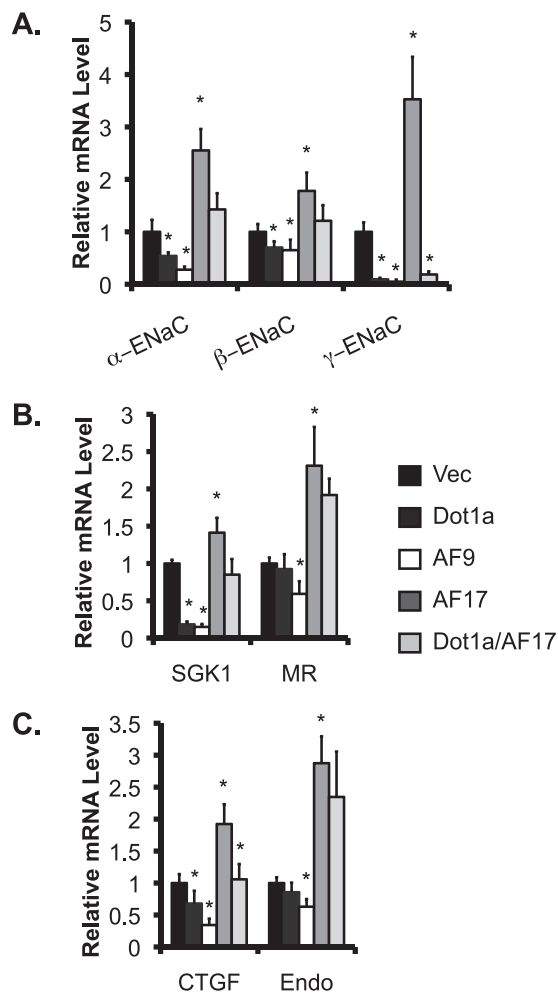 A.
Relative mRNA Level
5
4
3
2
1
0
* * * * * * * * * *
α–ENaC β–ENaC γ–ENaC
B.
Relative mRNA Level
3
2.5
2
1.5
1
0.5
0
* * * * *
SGK1 MR
Vec
Dot1a
AF9
AF17
Dot1a/AF17
C.
Relative mRNA Level
3.5
3
2.5
2
1.5
1
0.5
0
* * * * * *
CTGF Endo